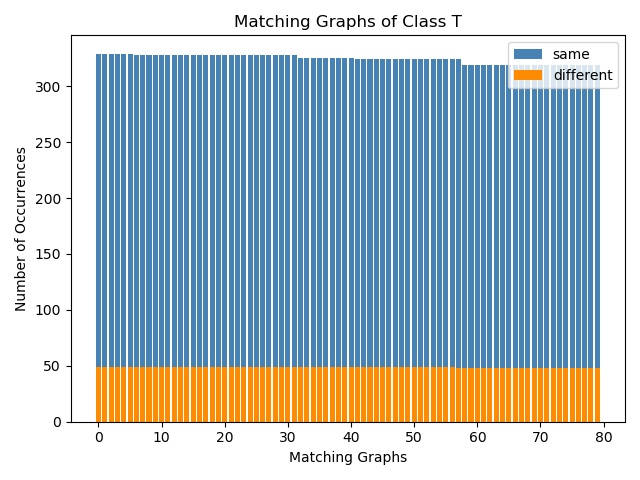 Matching Graphs of Class T
same
different
Number of Occurrences
300
250
200
150
100
50
0
0 10 20 30 40 50 60 70 80
Matching Graphs